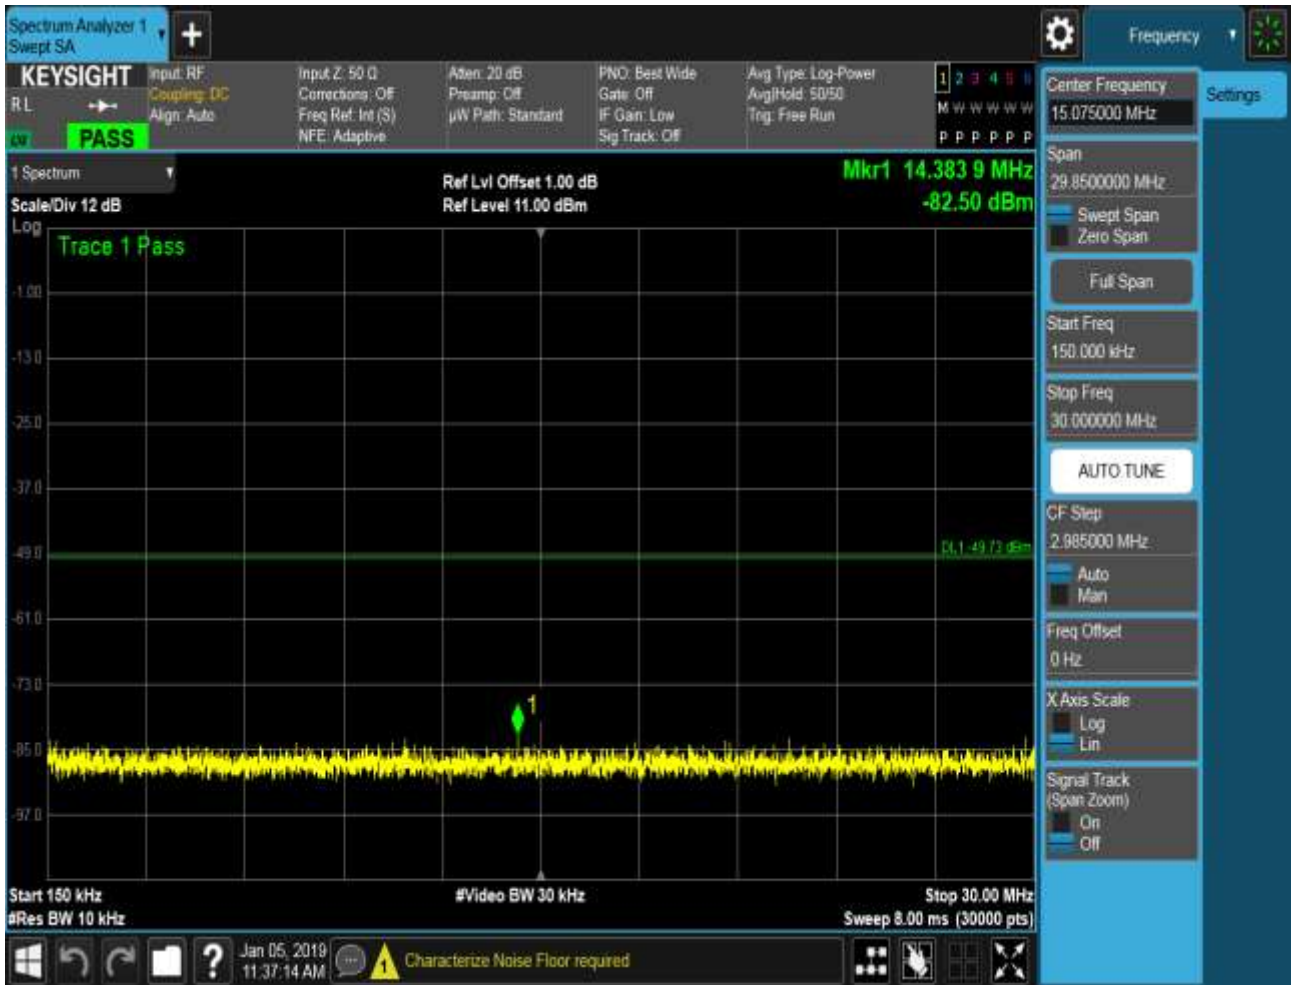 Spectrum Analyzer 1
Swept SA
+
Frequency
KEYSIGHT
R L
PASS
Input: RF
Coupling: DC
Align: Auto
Input Z: 50 Ω
Corrections: Off
Freq Ref: Int (S)
NFE: Adaptive
Atten: 20 dB
Preamp: Off
µW Path: Standard
PNO: Best Wide
Gate: Off
IF Gain: Low
Sig Track: Off
Avg Type: Log-Power
Avg|Hold: 50/50
Trig: Free Run
1 2 3 4 5 6
M W W W W W
P P P P P P
1 Spectrum
Scale/Div 12 dB
Log
Ref Lvl Offset 1.00 dB
Ref Level 11.00 dBm
Mkr1 14.383 9 MHz
-82.50 dBm
Trace 1 Pass
-1.00
-13.0
-25.0
-37.0
-49.0
DL1 -49.73 dBm
-61.0
-73.0
1
-85.0
-97.0
Start 150 kHz
#Res BW 10 kHz
#Video BW 30 kHz
Stop 30.00 MHz
Sweep 8.00 ms (30000 pts)
Center Frequency
15.075000 MHz
Settings
Span
29.8500000 MHz
Swept Span
Zero Span
Full Span
Start Freq
150.000 kHz
Stop Freq
30.000000 MHz
AUTO TUNE
CF Step
2.985000 MHz
Auto
Man
Freq Offset
0 Hz
X Axis Scale
Log
Lin
Signal Track
(Span Zoom)
On
Off
?
Jan 05, 2019
11:37:14 AM
1
Characterize Noise Floor required